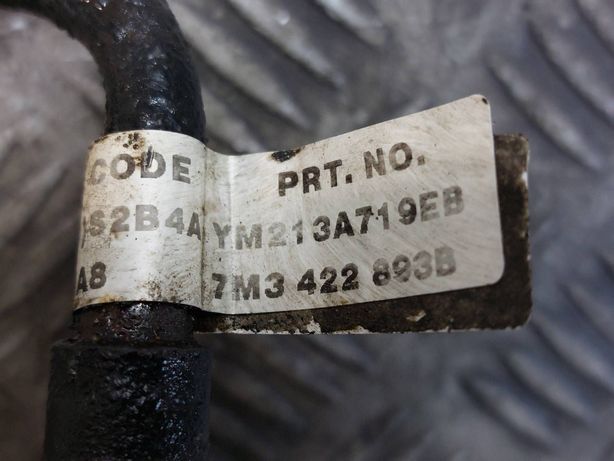 CODE PRT. NO.
S2B4A YM213A719EB
A8 7M3 422 893B